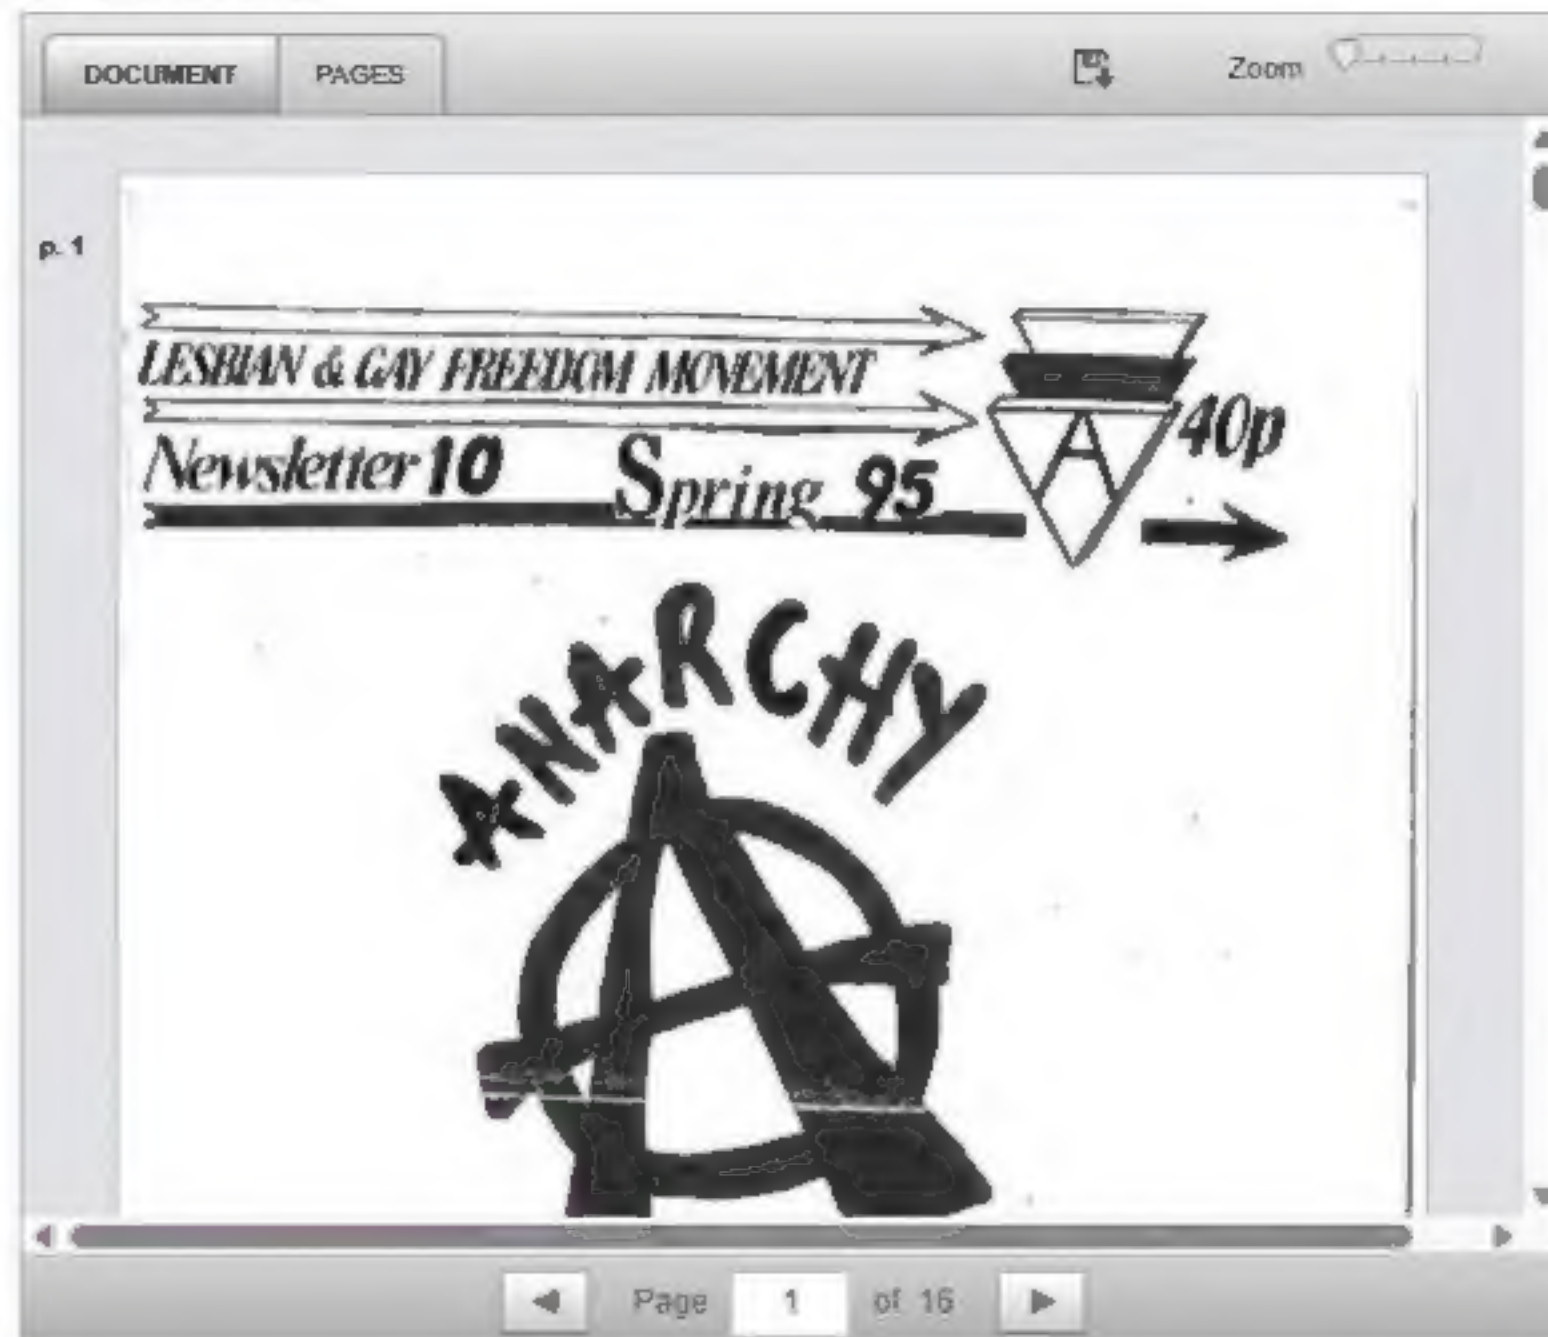 DOCUMENT PAGES Zoom
p. 1
LESBIAN & GAY FREEDOM MOVEMENT
40p
Newsletter 10 Spring 95
A
ANARCHY
A
Page 1 of 16